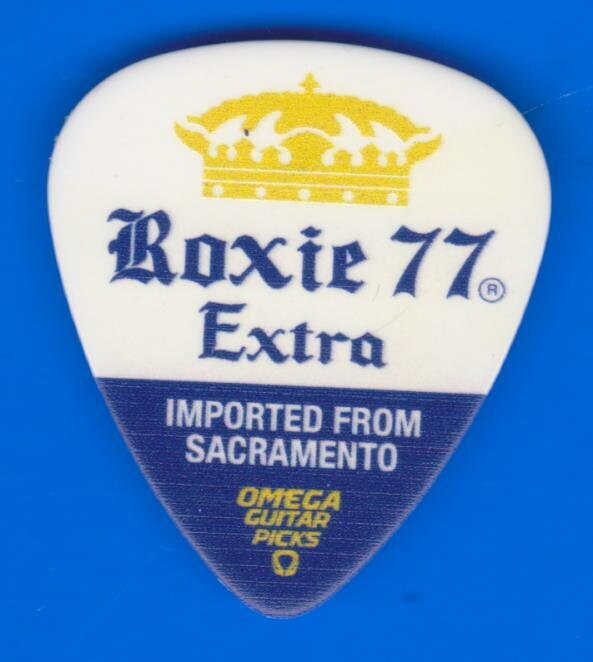 Roxie 77®
Extra
IMPORTED FROM
SACRAMENTO
OMEGA
GUITAR
PICKS